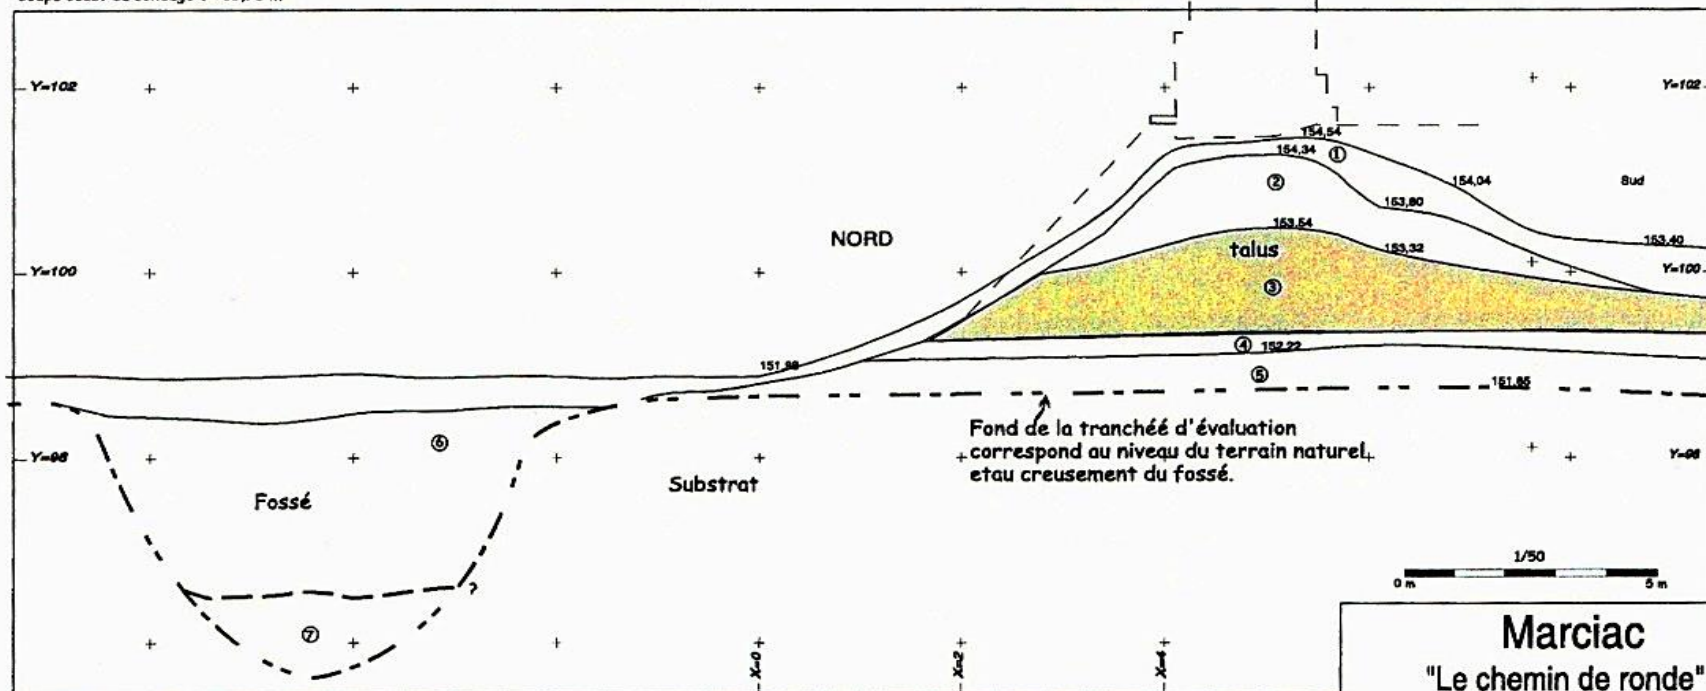 Y=102
Y=102
154,54
①
154,34
②
154,04
Sud
153,80
NORD
153,54
153,40
talus
153,32
Y=100
Y=100
③
④
152,22
151,98
⑤
151,85
Fond de la tranchéé d'évaluation
correspond au niveau du terrain naturel
etau creusement du fossé.
⑥
Y=98
Y=98
Substrat
Fossé
1/50
0 m
5 m
?
⑦
X=0
X=2
X=4
Marciac
"Le chemin de ronde"